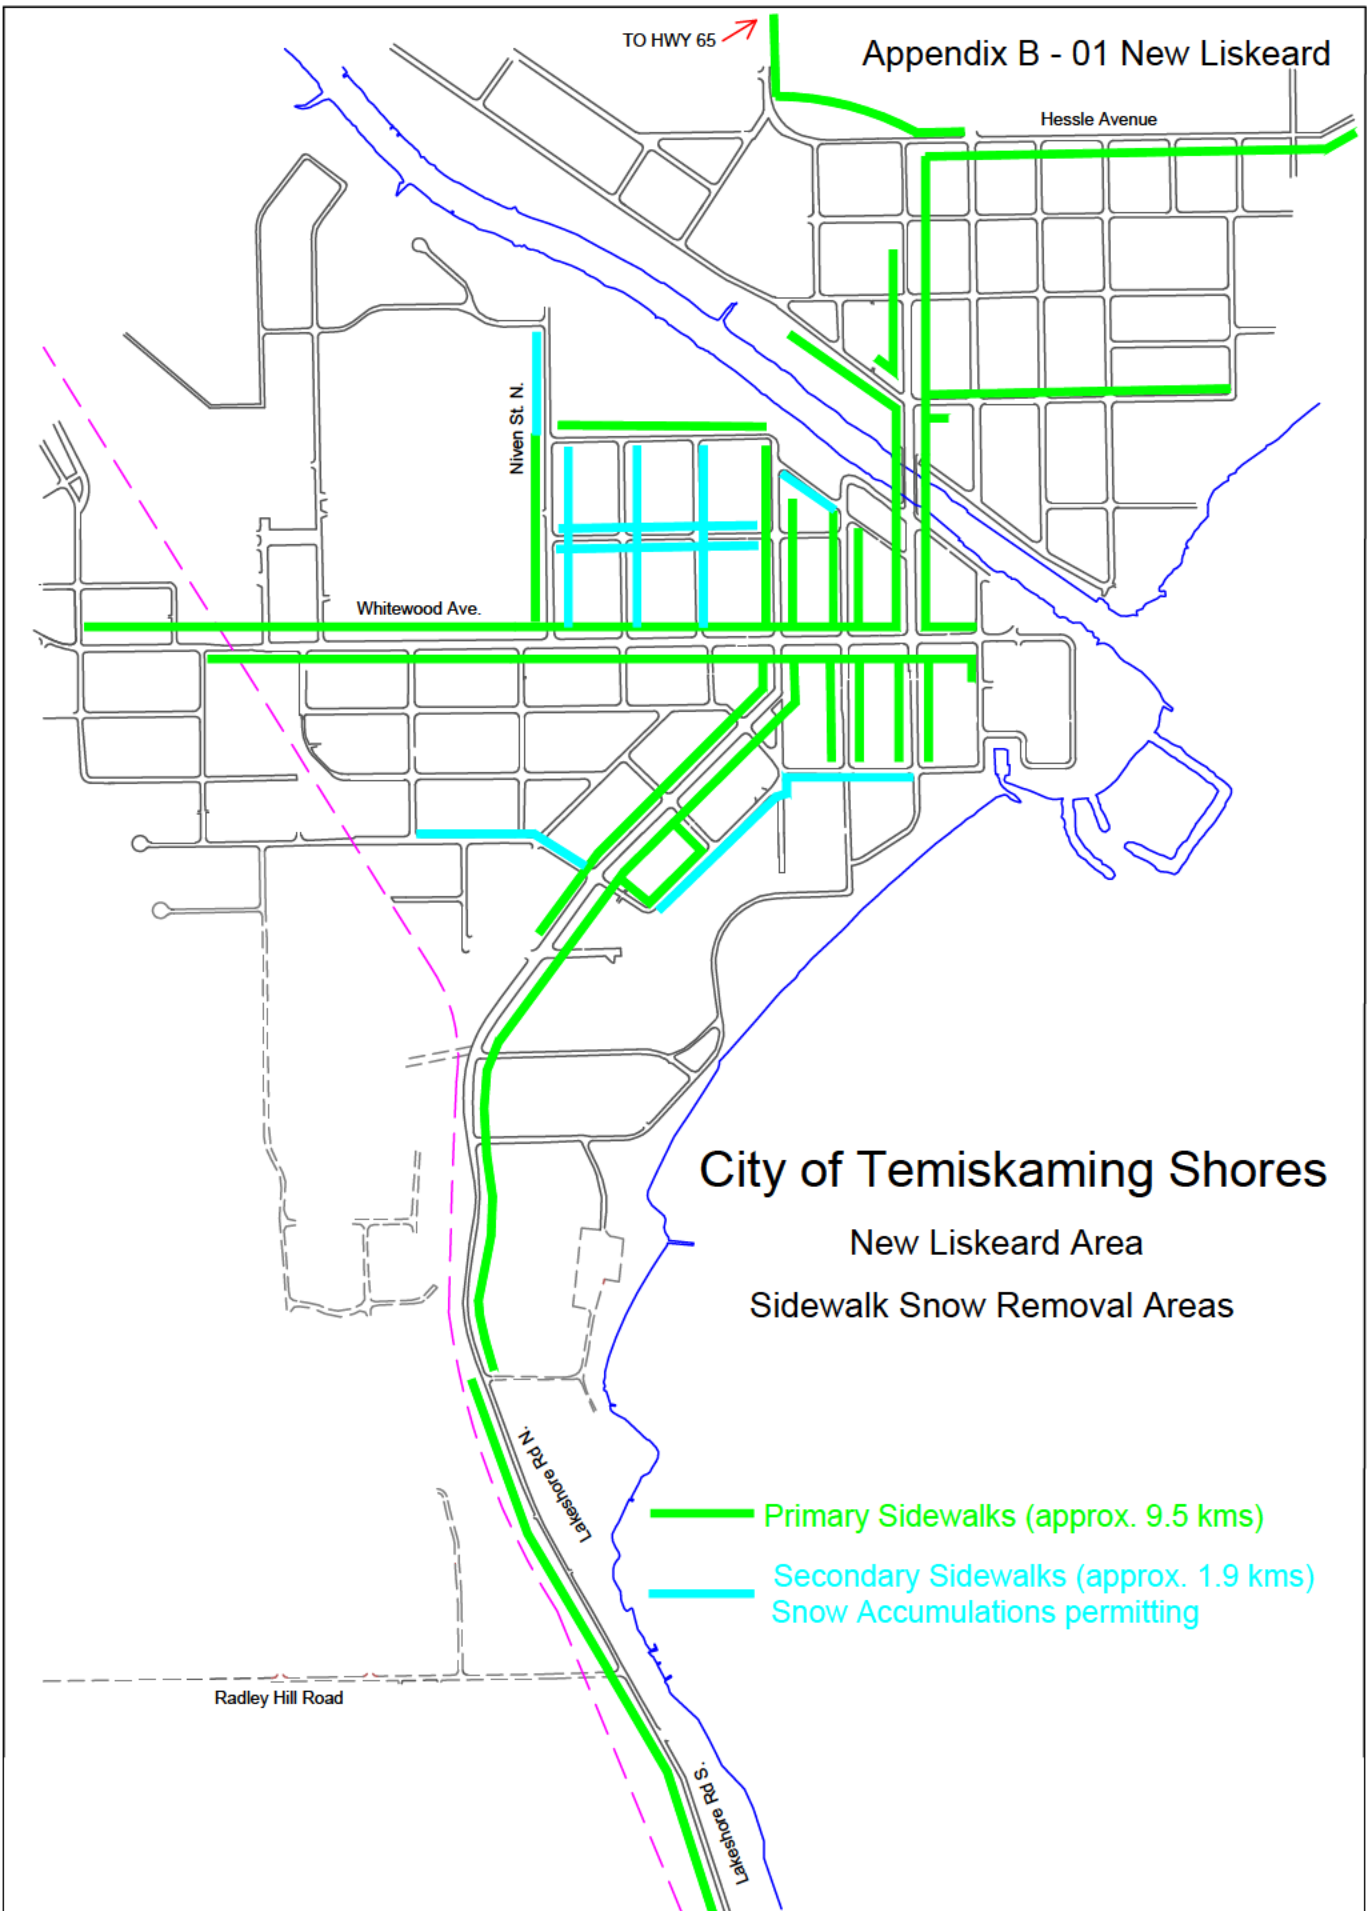 TO HWY 65
Appendix B - 01 New Liskeard
Hessle Avenue
Niven St. N.
Whitewood Ave.
City of Temiskaming Shores
New Liskeard Area
Sidewalk Snow Removal Areas
Lakeshore Rd N.
Primary Sidewalks (approx. 9.5 kms)
Secondary Sidewalks (approx. 1.9 kms)
Snow Accumulations permitting
Radley Hill Road
Lakeshore Rd S.